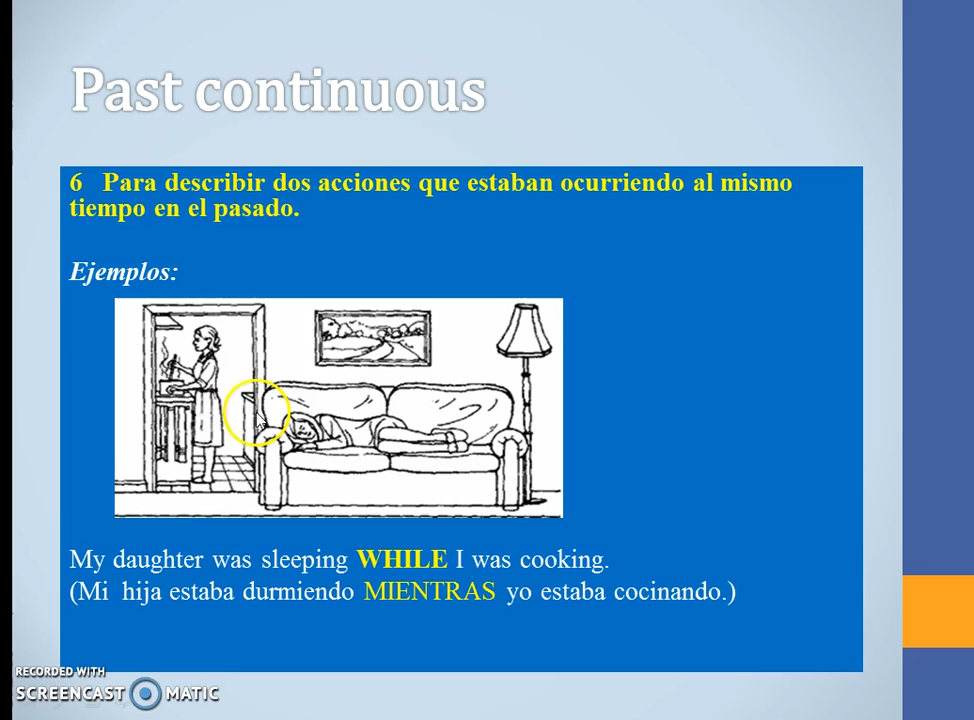 Past continuous
6 Para describir dos acciones que estaban ocurriendo al mismo
tiempo en el pasado.
Ejemplos:
My daughter was sleeping WHILE I was cooking.
(Mi hija estaba durmiendo MIENTRAS yo estaba cocinando.)
RECORDED WITH
SCREENCAST MATIC